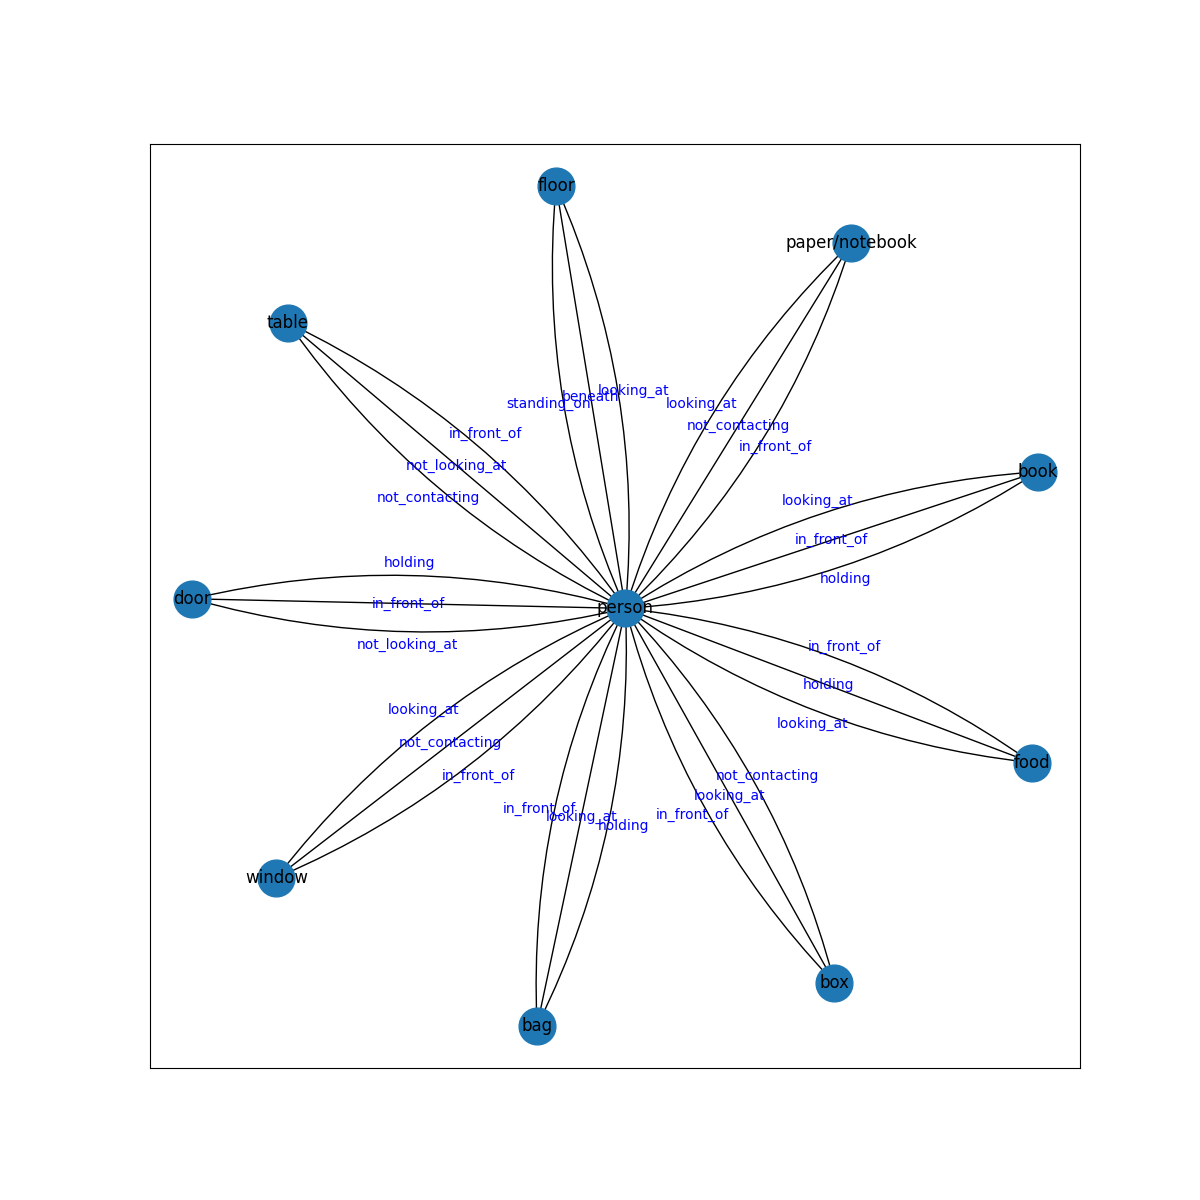 floor
paper/notebook
table
looking_at
beneath
standing_on
looking_at
not_contacting
in_front_of
in_front_of
not_looking_at
not_contacting
book
looking_at
in_front_of
holding
holding
door
in_front_of
not_looking_at
person
in_front_of
holding
looking_at
food
looking_at
not_contacting
in_front_of
not_contacting
looking_at
in_front_of
in_front_of
looking_at
holding
window
box
bag